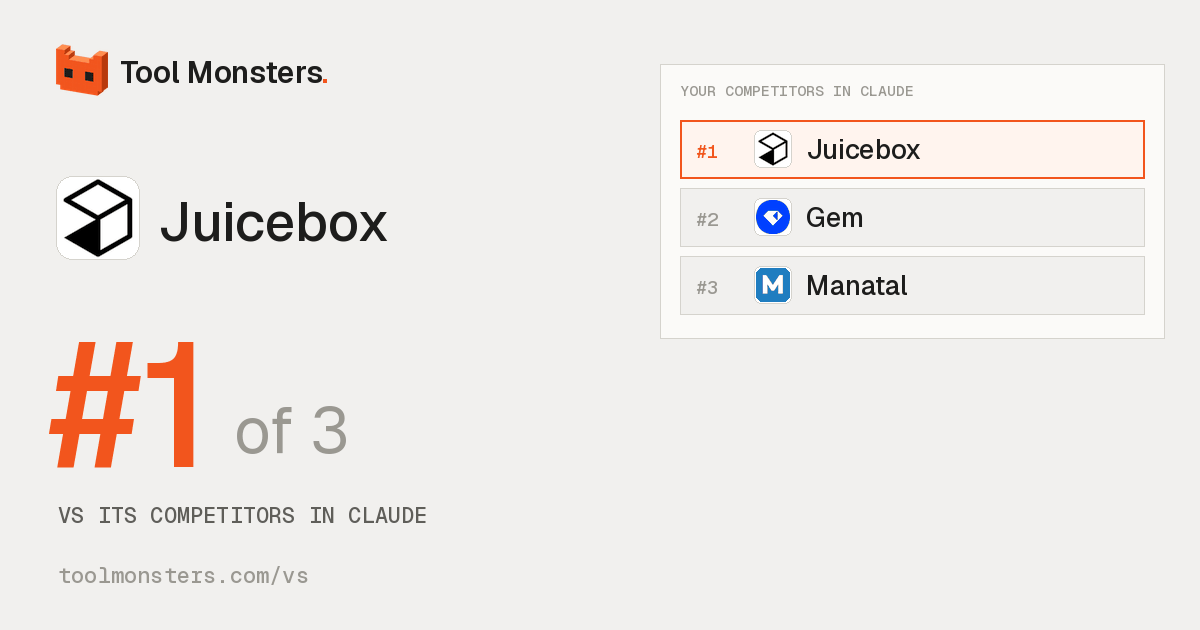 Tool Monsters.
Juicebox
#1 of 3
VS ITS COMPETITORS IN CLAUDE
toolmonsters.com/vs
YOUR COMPETITORS IN CLAUDE
#1 Juicebox
#2 Gem
#3 M Manatal